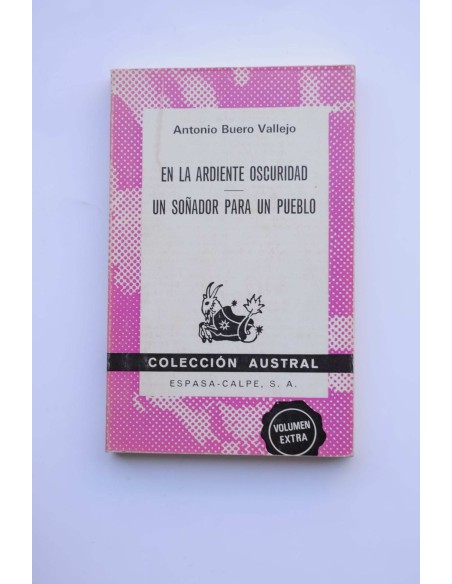 Antonio Buero Vallejo
EN LA ARDIENTE OSCURIDAD
UN SOÑADOR PARA UN PUEBLO
COLECCIÓN AUSTRAL
ESPASA-CALPE, S. A.
VOLUMEN
EXTRA